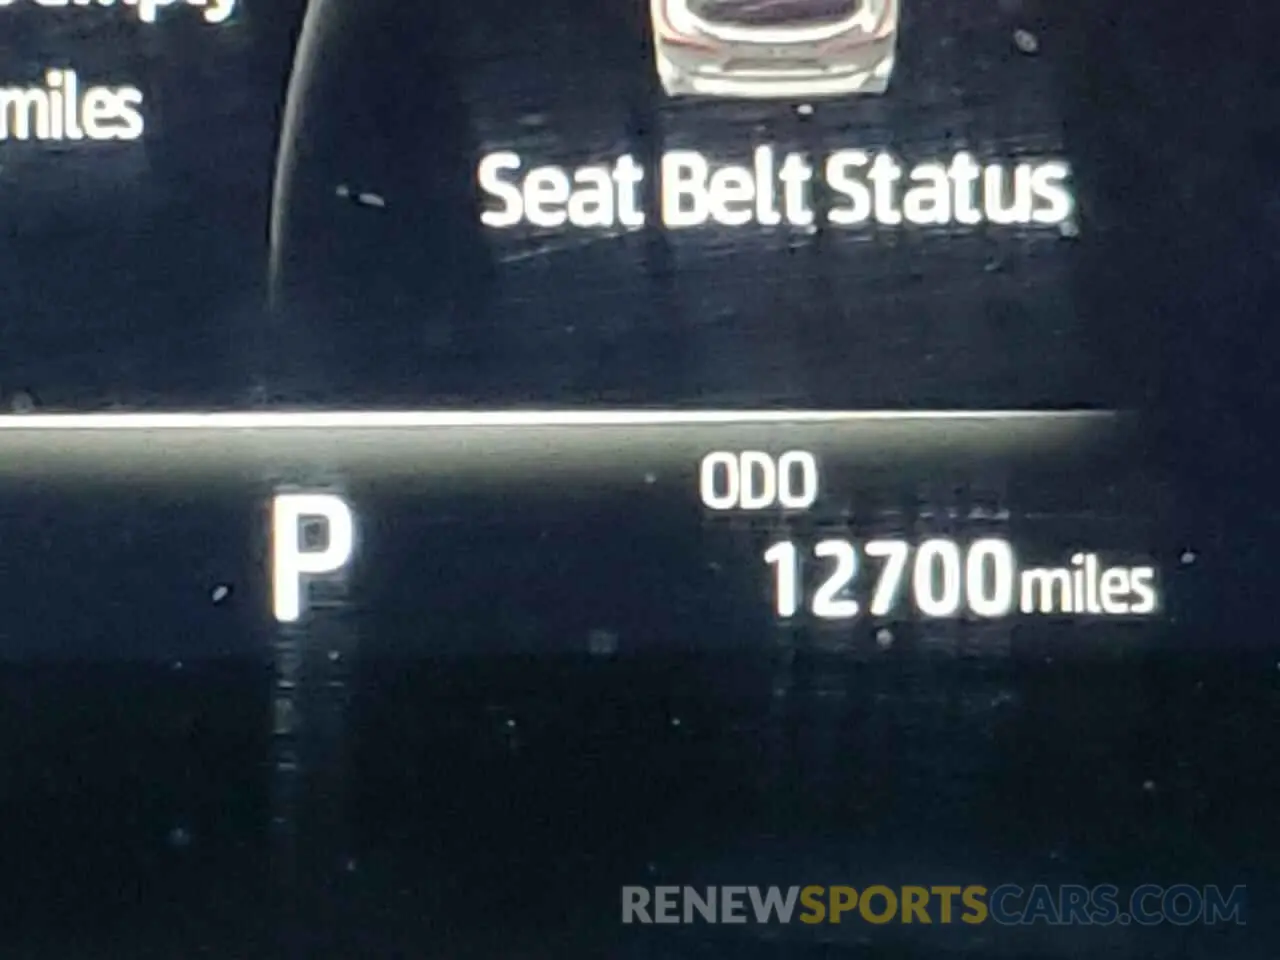 miles
Seat Belt Status
ODO
P
12700 miles
RENEWSPORTSCARS.COM